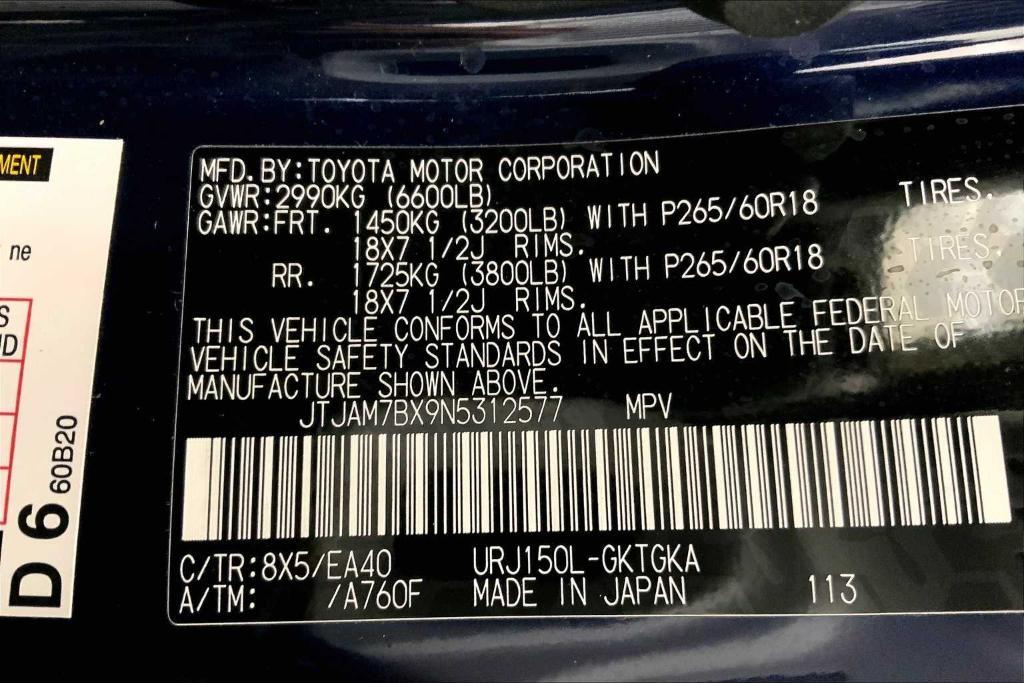 MENT
ne
S
ND
D 6 60B20
MFD.BY:TOYOTA MOTOR CORPORATION
GVWR:2990KG (6600LB)
GAWR:FRT. 1450KG (3200LB) WITH P265/60R18 TIRES.
18X7 1/2J RIMS.
RR. 1725KG (3800LB) WITH P265/60R18 TIRES.
18X7 1/2J RIMS.
THIS VEHICLE CONFORMS TO ALL APPLICABLE FEDERAL MOTOR
VEHICLE SAFETY STANDARDS IN EFFECT ON THE DATE OF
MANUFACTURE SHOWN ABOVE.
JTJAM7BX9N5312577 MPV
C/TR:8X5/EA40 URJ150L-GKTGKA
A/TM: /A760F MADE IN JAPAN 113